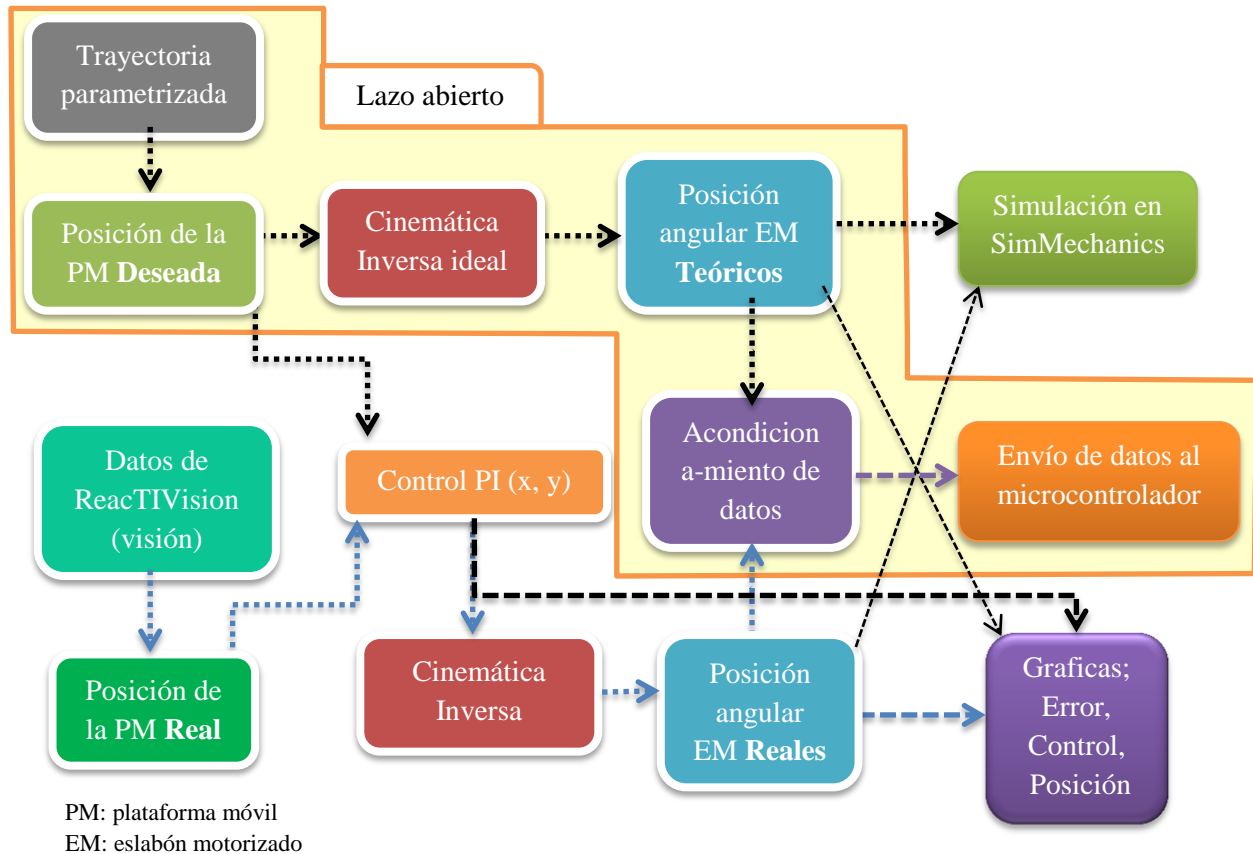 Trayectoria
parametrizada
Lazo abierto
Posición de la
PM Deseada
Cinemática
Inversa ideal
Posición
angular EM
Teóricos
Simulación en
SimMechanics
Datos de
ReacTIVision
(visión)
Control PI (x, y)
Acondicion
a-miento de
datos
Envío de datos al
microcontrolador
Posición de
la PM Real
Cinemática
Inversa
Posición
angular
EM Reales
Graficas;
Error,
Control,
Posición
PM: plataforma móvil
EM: eslabón motorizado